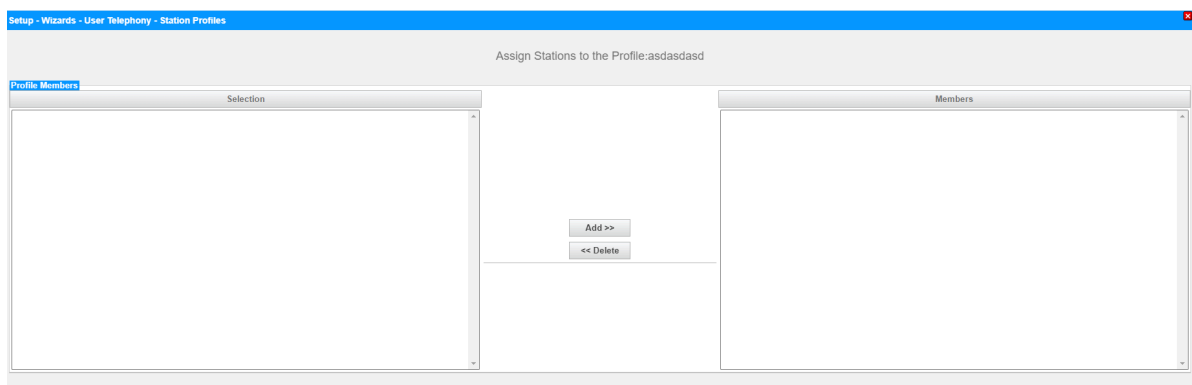 Setup - Wizards - User Telephony - Station Profiles
Assign Stations to the Profile:asdasdasd
Profile Members
Selection
Members
Add >>
<< Delete